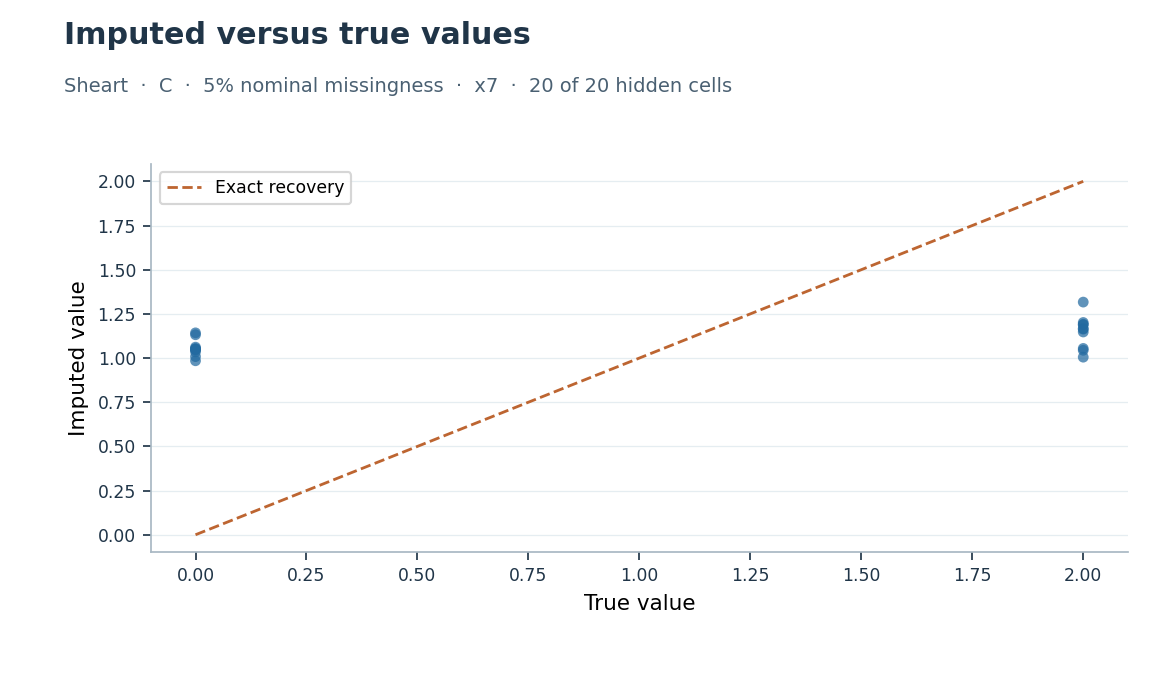 Imputed versus true values
Sheart · C · 5% nominal missingness · x7 · 20 of 20 hidden cells
Exact recovery
Imputed value
2.00
1.75
1.50
1.25
1.00
0.75
0.50
0.25
0.00
0.00 0.25 0.50 0.75 1.00 1.25 1.50 1.75 2.00
True value